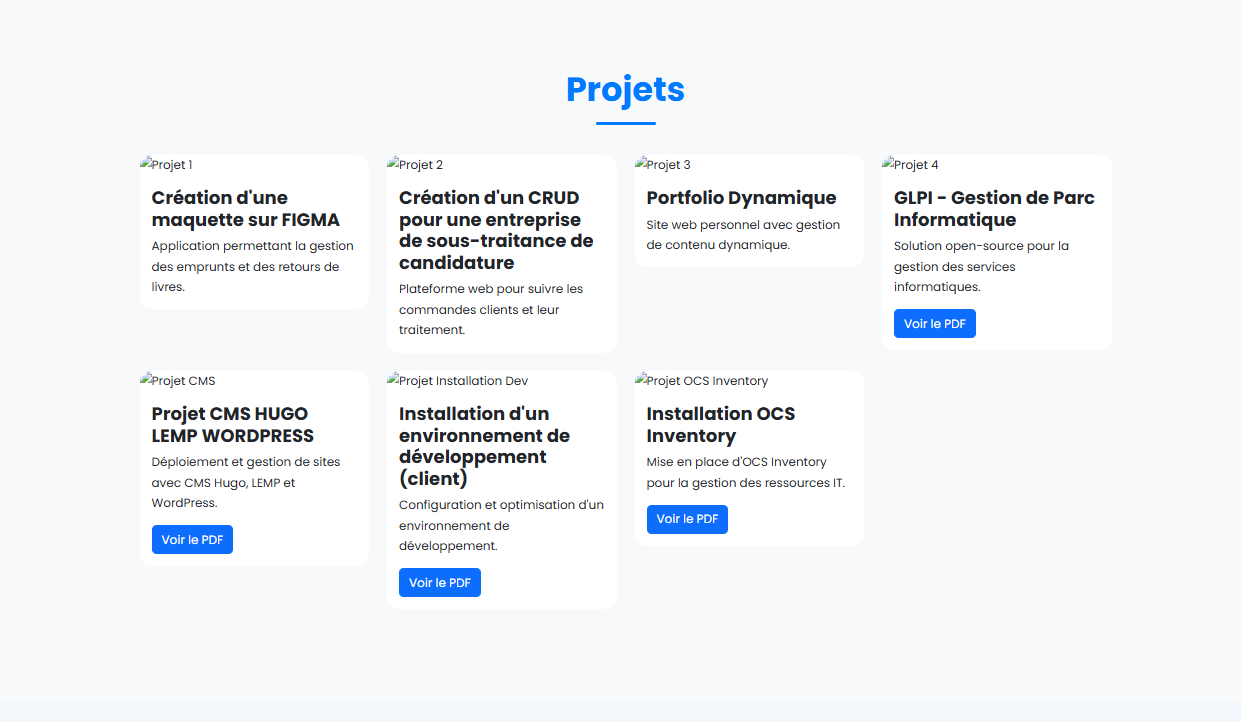 Projets
Projet 1
Création d'une
maquette sur FIGMA
Application permettant la gestion
des emprunts et des retours de
livres.
Projet 2
Création d'un CRUD
pour une entreprise
de sous-traitance de
candidature
Plateforme web pour suivre les
commandes clients et leur
traitement.
Projet 3
Portfolio Dynamique
Site web personnel avec gestion
de contenu dynamique.
Projet 4
GLPI - Gestion de Parc
Informatique
Solution open-source pour la
gestion des services
informatiques.
Voir le PDF
Projet CMS
Projet CMS HUGO
LEMP WORDPRESS
Déploiement et gestion de sites
avec CMS Hugo, LEMP et
WordPress.
Voir le PDF
Projet Installation Dev
Installation d'un
environnement de
développement
(client)
Configuration et optimisation d'un
environnement de
développement.
Voir le PDF
Projet OCS Inventory
Installation OCS
Inventory
Mise en place d'OCS Inventory
pour la gestion des ressources IT.
Voir le PDF